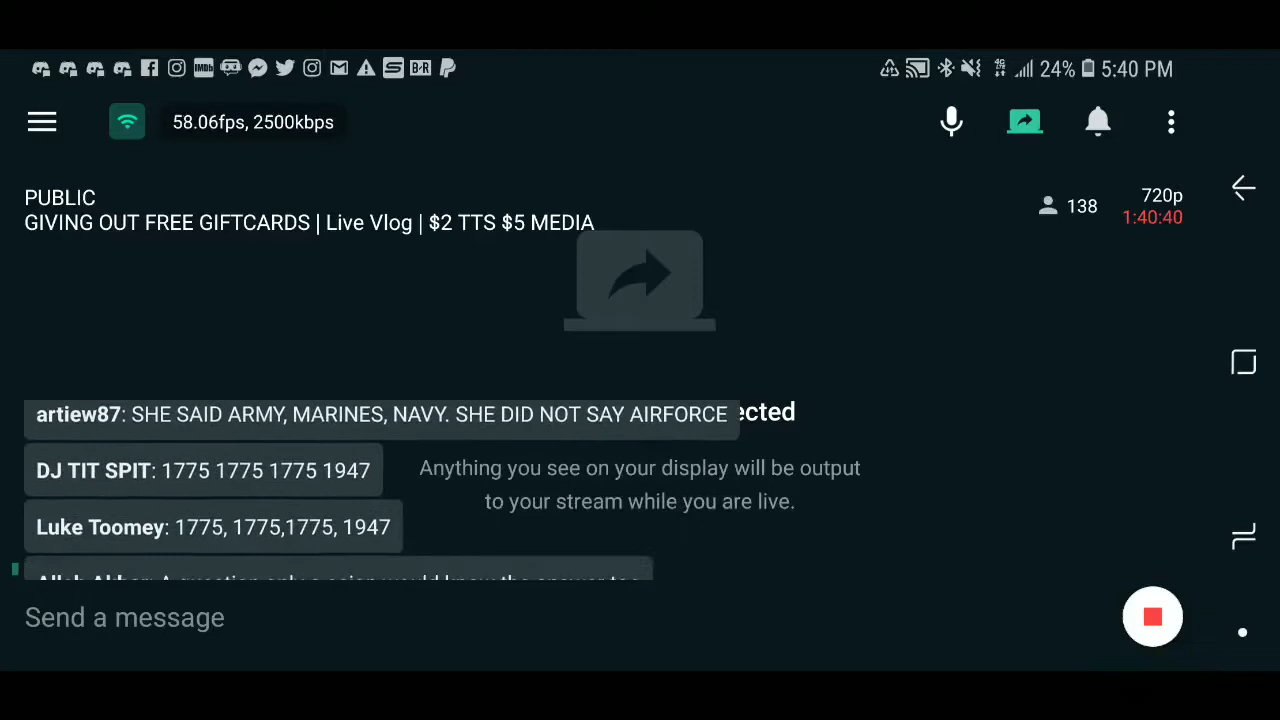 24% 5:40 PM
58.06fps, 2500kbps
PUBLIC
GIVING OUT FREE GIFTCARDS | Live Vlog | $2 TTS $5 MEDIA
138
720p
1:40:40
artiew87: SHE SAID ARMY, MARINES, NAVY. SHE DID NOT SAY AIRFORCE
ected
DJ TIT SPIT: 1775 1775 1775 1947
Anything you see on your display will be output
to your stream while you are live.
Luke Toomey: 1775, 1775,1775, 1947
Send a message